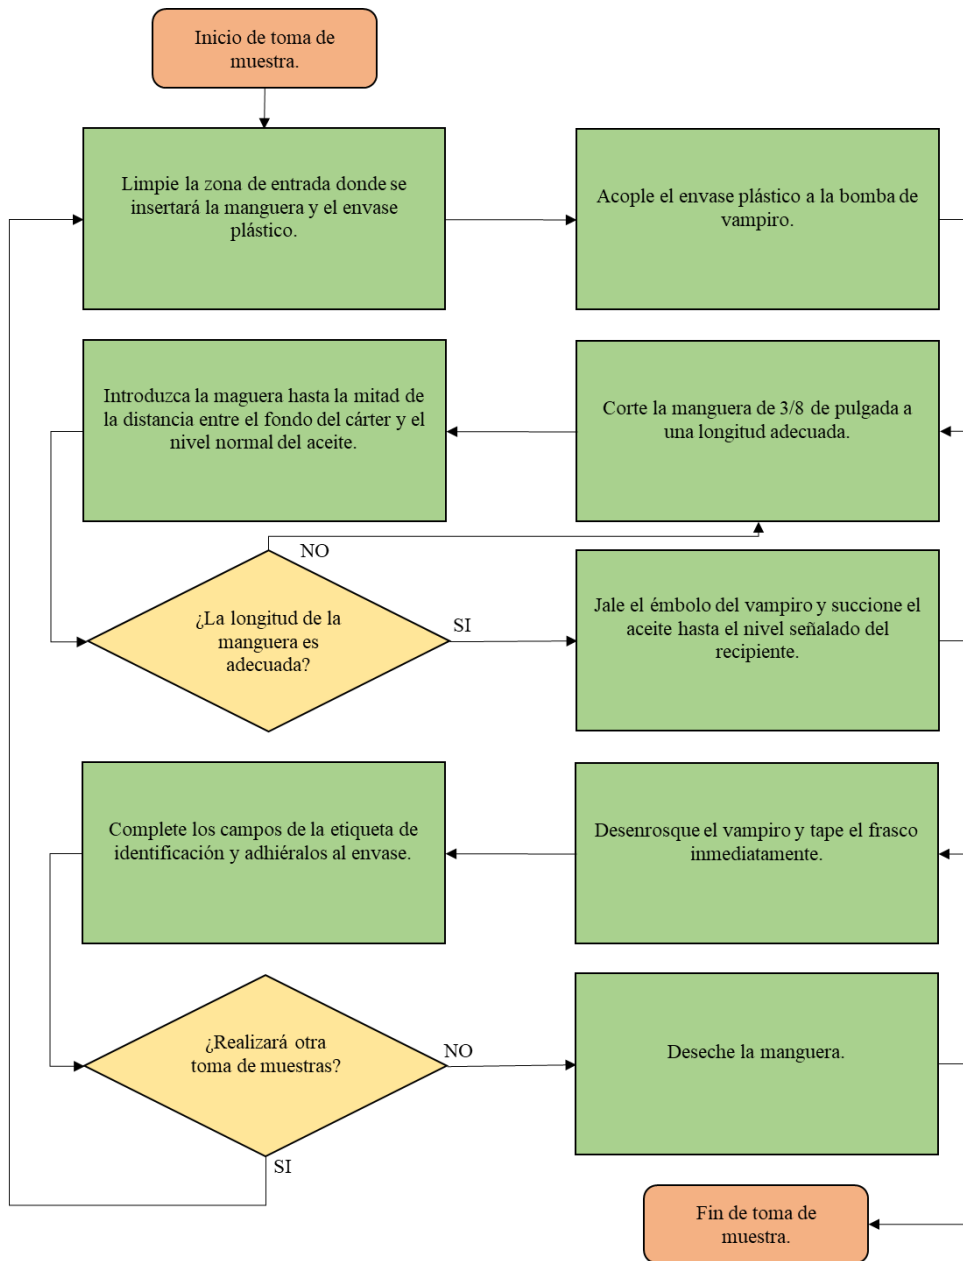 Inicio de toma de
muestra.
Limpie la zona de entrada donde se
insertará la manguera y el envase
plástico.
Acople el envase plástico a la bomba de
vampiro.
Introduzca la maguera hasta la mitad de
la distancia entre el fondo del cárter y el
nivel normal del aceite.
Corte la manguera de 3/8 de pulgada a
una longitud adecuada.
NO
¿La longitud de la
manguera es
adecuada?
SI
Jale el émbolo del vampiro y succione el
aceite hasta el nivel señalado del
recipiente.
Complete los campos de la etiqueta de
identificación y adhiéralos al envase.
Desenrosque el vampiro y tape el frasco
inmediatamente.
¿Realizará otra
toma de muestras?
NO
Deseche la manguera.
SI
Fin de toma de
muestra.